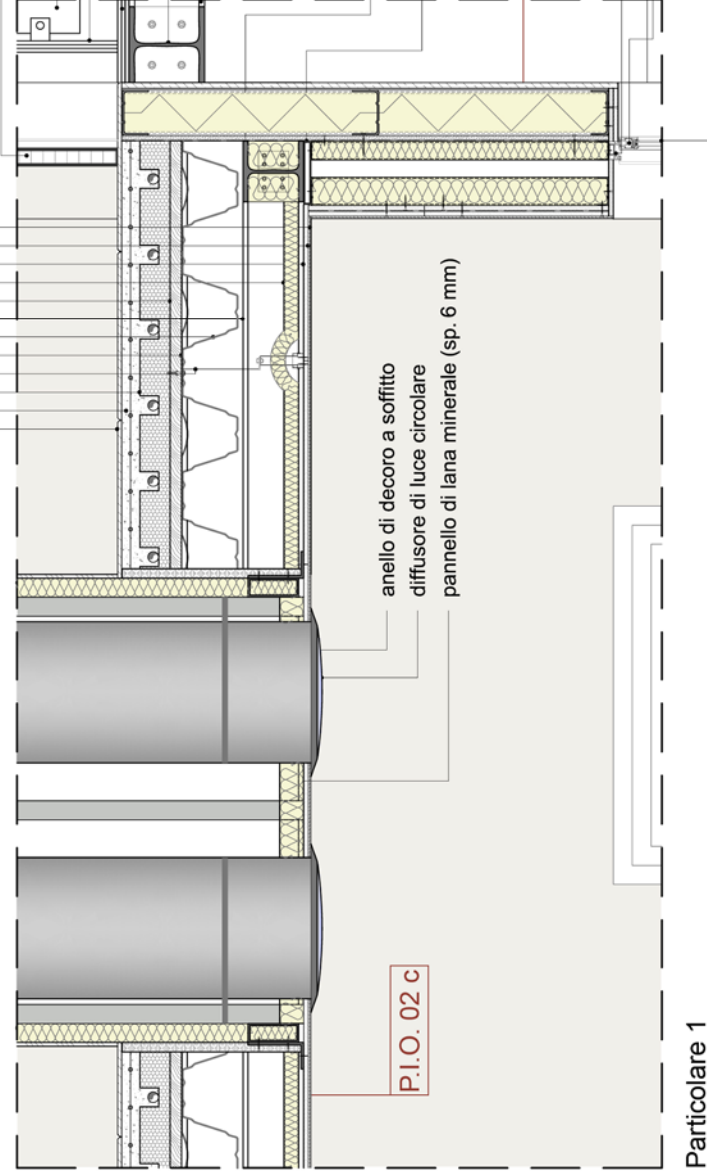 anello di decoro a soffitto
diffusore di luce circolare
pannello di lana minerale (sp. 6 mm)
P.I.O. 02 c
Particolare 1